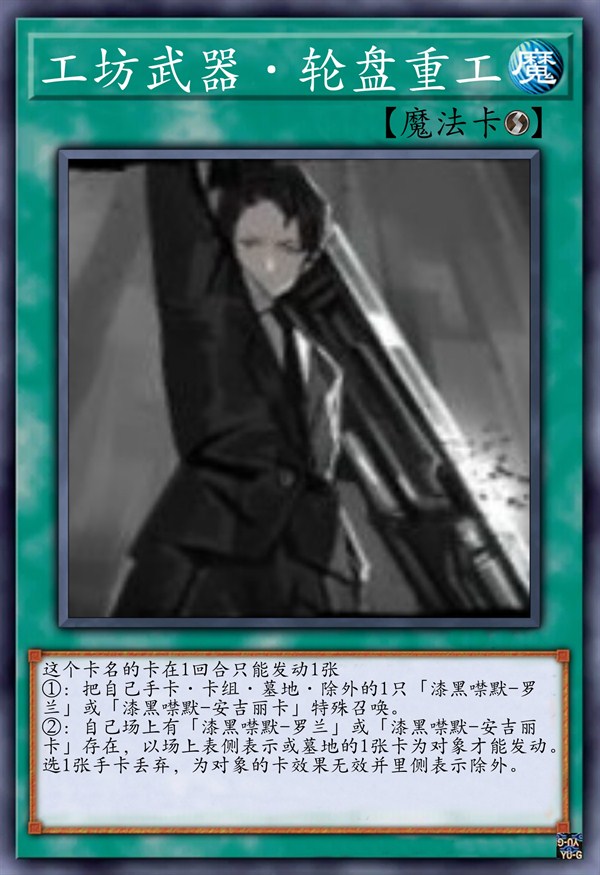 工坊武器·轮盘重工
魔
【魔法卡】
这个卡名的卡在1回合只能发动1张
①：把自己手卡·卡组·墓地·除外的1只「漆黑噤默-罗
兰」或「漆黑噤默-安吉丽卡」特殊召唤。
②：自己场上有「漆黑噤默-罗兰」或「漆黑噤默-安吉丽
卡」存在，以场上表侧表示或墓地的1张卡为对象才能发动。
选1张手卡丢弃，为对象的卡效果无效并里侧表示除外。
YU-G